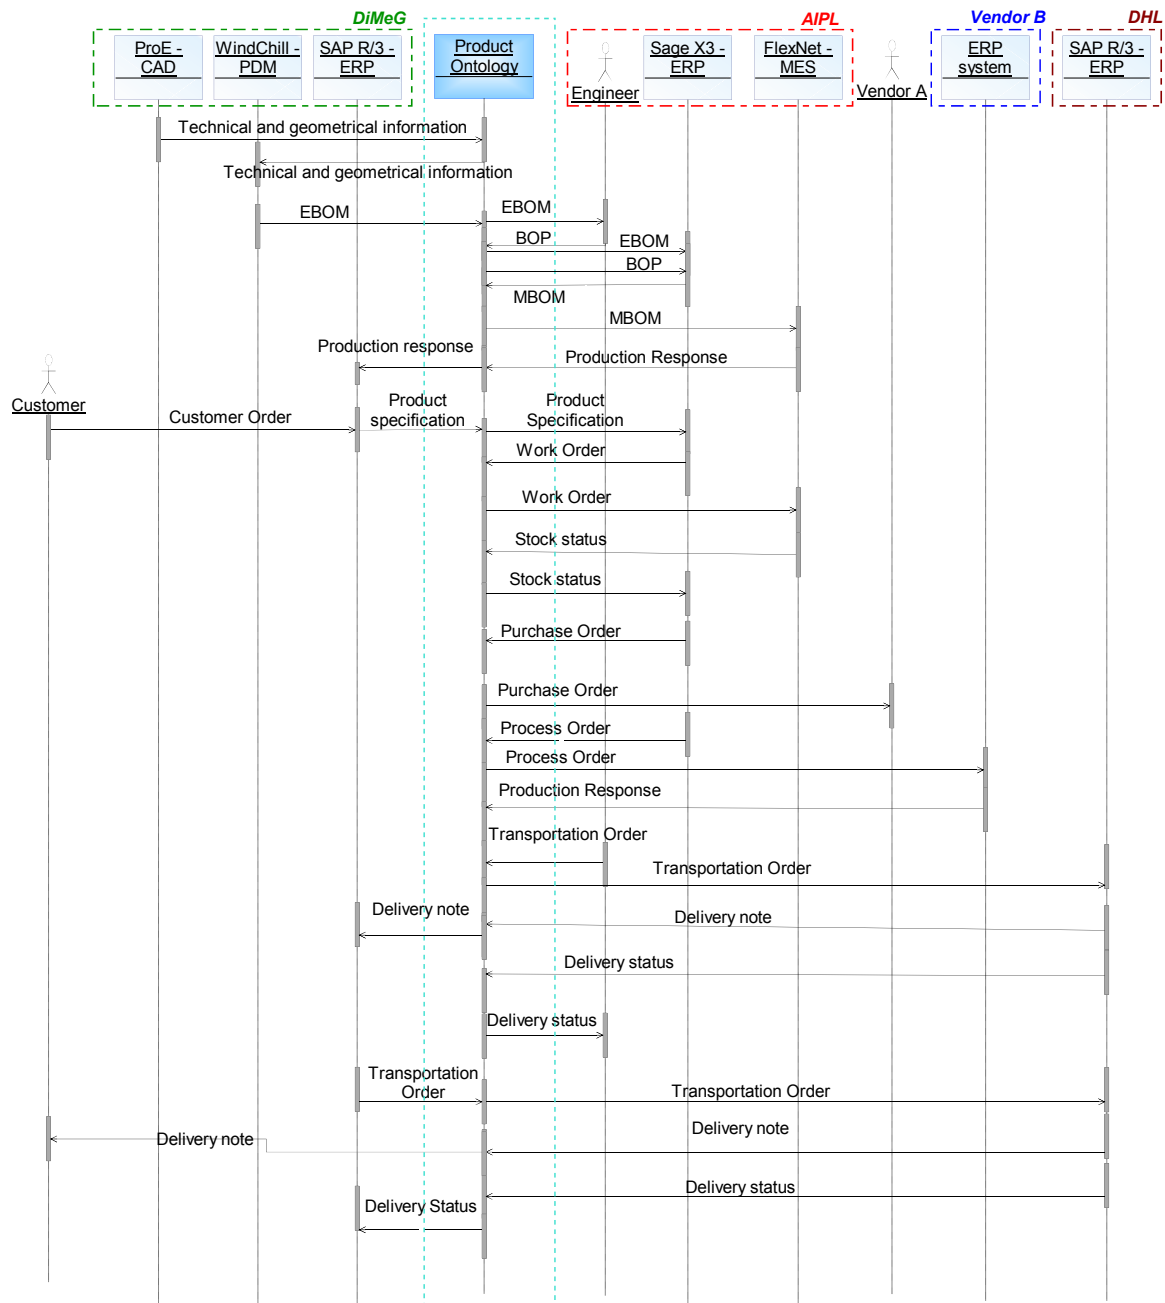 DiMeG
AIPL
Vendor B
DHL
ProE -
CAD
WindChill -
PDM
SAP R/3 -
ERP
Product
Ontology
Engineer
Sage X3 -
ERP
FlexNet -
MES
Vendor A
ERP
system
SAP R/3 -
ERP
Technical and geometrical information
Technical and geometrical information
EBOM
EBOM
BOP
EBOM
BOP
MBOM
MBOM
Production response
Production Response
Customer
Customer Order
Product
specification
Product
Specification
Work Order
Work Order
Stock status
Stock status
Purchase Order
Purchase Order
Process Order
Process Order
Production Response
Transportation Order
Transportation Order
Delivery note
Delivery note
Delivery status
Delivery status
Transportation
Order
Transportation Order
Delivery note
Delivery note
Delivery status
Delivery Status